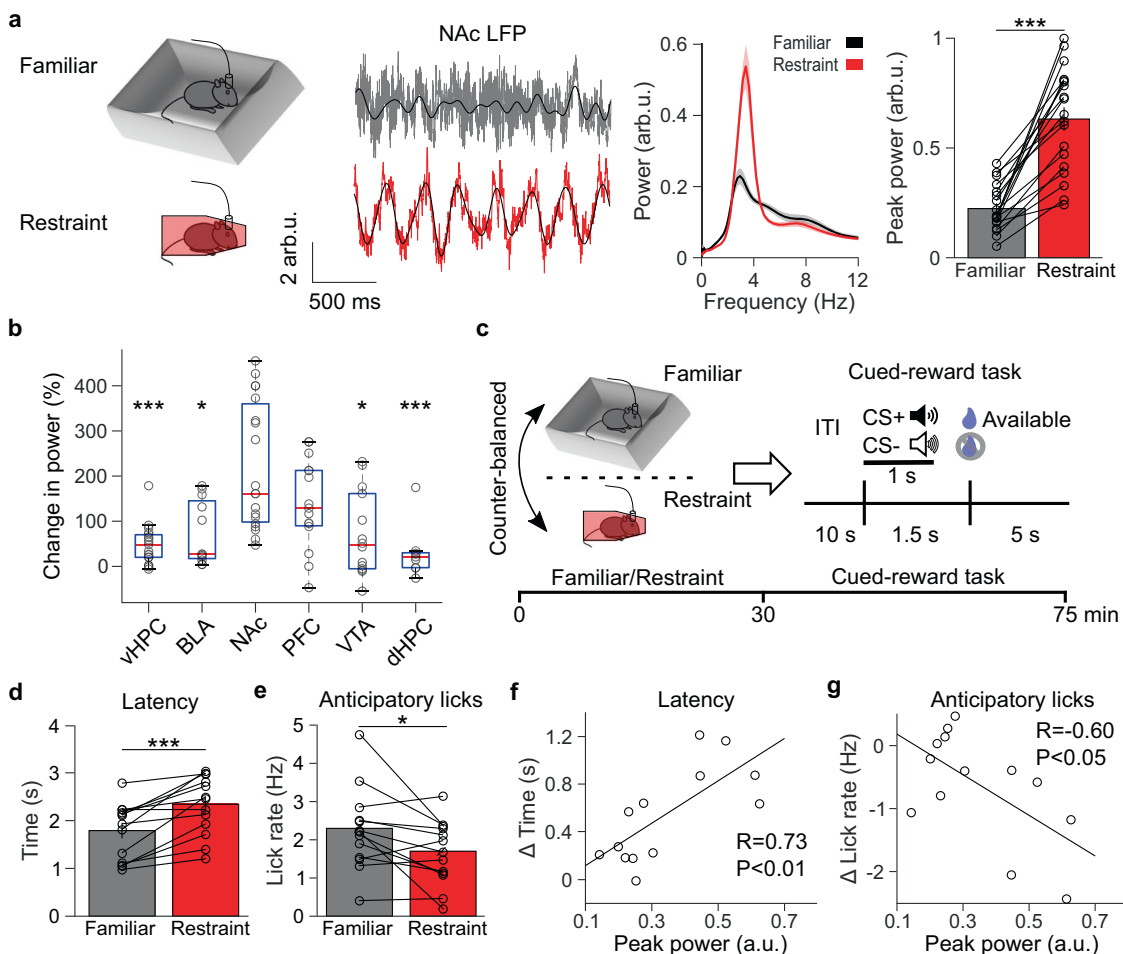 a
Familiar
Restraint
NAc LFP
2 arb.u.
500 ms
Familiar
Restraint
Power (arb.u.)
0.6
0.4
0.2
0
0 4 8 12
Frequency (Hz)
***
Peak power (arb.u.)
1
0.5
0
Familiar Restraint
b
Change in power (%)
400
300
200
100
0
*** * * ***
vHPC BLA NAc PFC VTA dHPC
c
Counter-balanced
Familiar
Restraint
Cued-reward task
ITI
CS+ Available
CS-
1 s
10 s 1.5 s 5 s
Familiar/Restraint Cued-reward task
0 30 75 min
d
Latency
***
Time (s)
4
3
2
1
0
Familiar Restraint
e
Anticipatory licks
*
Lick rate (Hz)
5
4
3
2
1
0
Familiar Restraint
f
Latency
Δ Time (s)
1.2
0.8
0.4
0
R=0.73
P<0.01
0.1 0.3 0.5 0.7
Peak power (a.u.)
g
Anticipatory licks
R=-0.60
P<0.05
Δ Lick rate (Hz)
0
-1
-2
0.1 0.3 0.5 0.7
Peak power (a.u.)